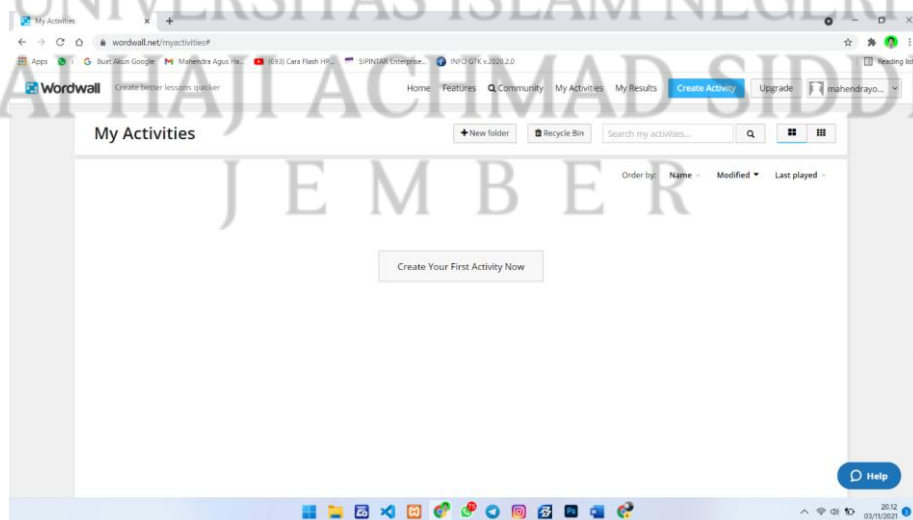 UNIVERSITAS ISLAM NEGERI
My Activities
wordwall.net/myactivities#
Apps Buat Akun Google Mahendra Agus Ha... (693) Cara Flash HP... SIPINTAR Enterprise... INFO GTK v.2020.2.0 Reading list
Wordwall Create better lessons quicker Home Features Community My Activities My Results Create Activity Upgrade mahendrayo...
HAJI ACHMAD SIDD
My Activities New folder Recycle Bin Search my activities...
JEMBER
Order by: Name Modified Last played
Create Your First Activity Now
Help
20.12
03/11/2021